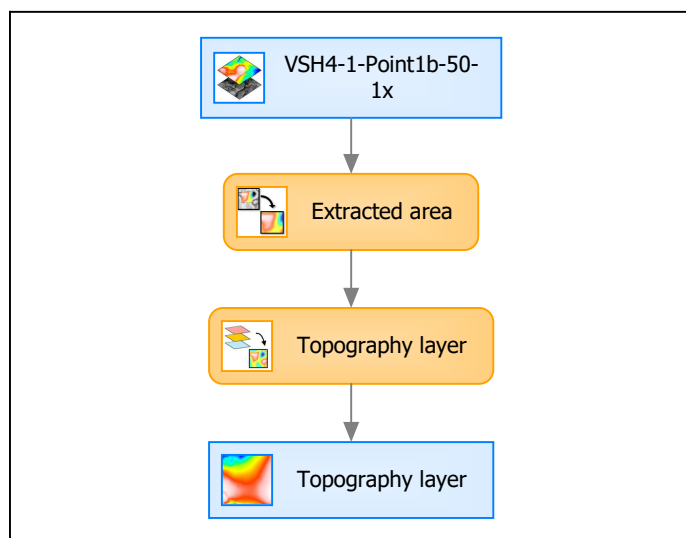 VSH4-1-Point1b-50-
1x
Extracted area
Topography layer
Topography layer